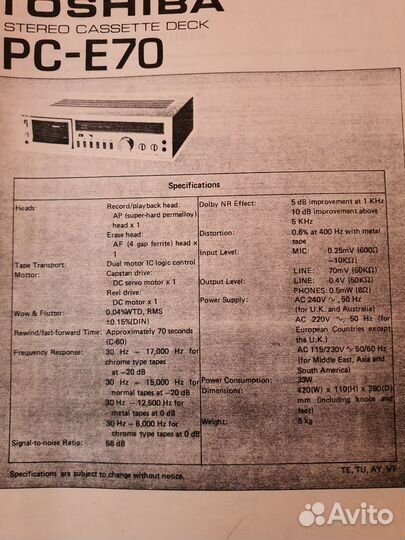 TOSHIBA
STEREO CASSETTE DECK
PC-E70
Specifications
Heads: Record/playback head:
AP (super-hard permalloy)
head x 1
Erase head:
AF (4 gap ferrite) head x
1
Tape Transport: Dual motor IC logic control
Mottor: Capstan drive:
DC servo motor x 1
Reel drive:
DC motor x 1
Wow & Flutter: 0.04%WTD, RMS
±0.15%(DIN)
Rewind/fast-forward Time: Approximately 70 seconds
(C-60)
Frequency Response: 30 Hz – 17,000 Hz for
chrome type tapes
at –20 dB
30 Hz – 15,000 Hz for
normal tapes at –20 dB
30 Hz – 12,500 Hz for
metal tapes at 0 dB
30 Hz – 8,000 Hz for
chrome type tapes at 0 dB
Signal-to-noise Ratio: 58 dB
Dolby NR Effect: 5 dB improvement at 1 KHz
10 dB improvement above
5 KHz
Distortion: 0.6% at 400 Hz with metal
tape
Input Level: MIC: 0.25mV (600Ω
–10KΩ)
LINE: 70mV (50KΩ)
Output Level: LINE: 0.4V (50KΩ)
PHONES: 0.5mW (8Ω)
Power Supply: AC 240V ~, 50 Hz
(for U.K. and Australia)
AC 220V ~, 50 Hz (for
European Countries except
the U.K.)
AC 115/230V ~ 50/60 Hz
(for Middle East, Asia and
South America)
Power Consumption: 33W
Dimensions: 420(W) x 110(H) x 280(D)
mm (including knobs and
feet)
Weight: 5 kg
Specifications are subject to change without notice.
TE, TU, AY, VF
Avito